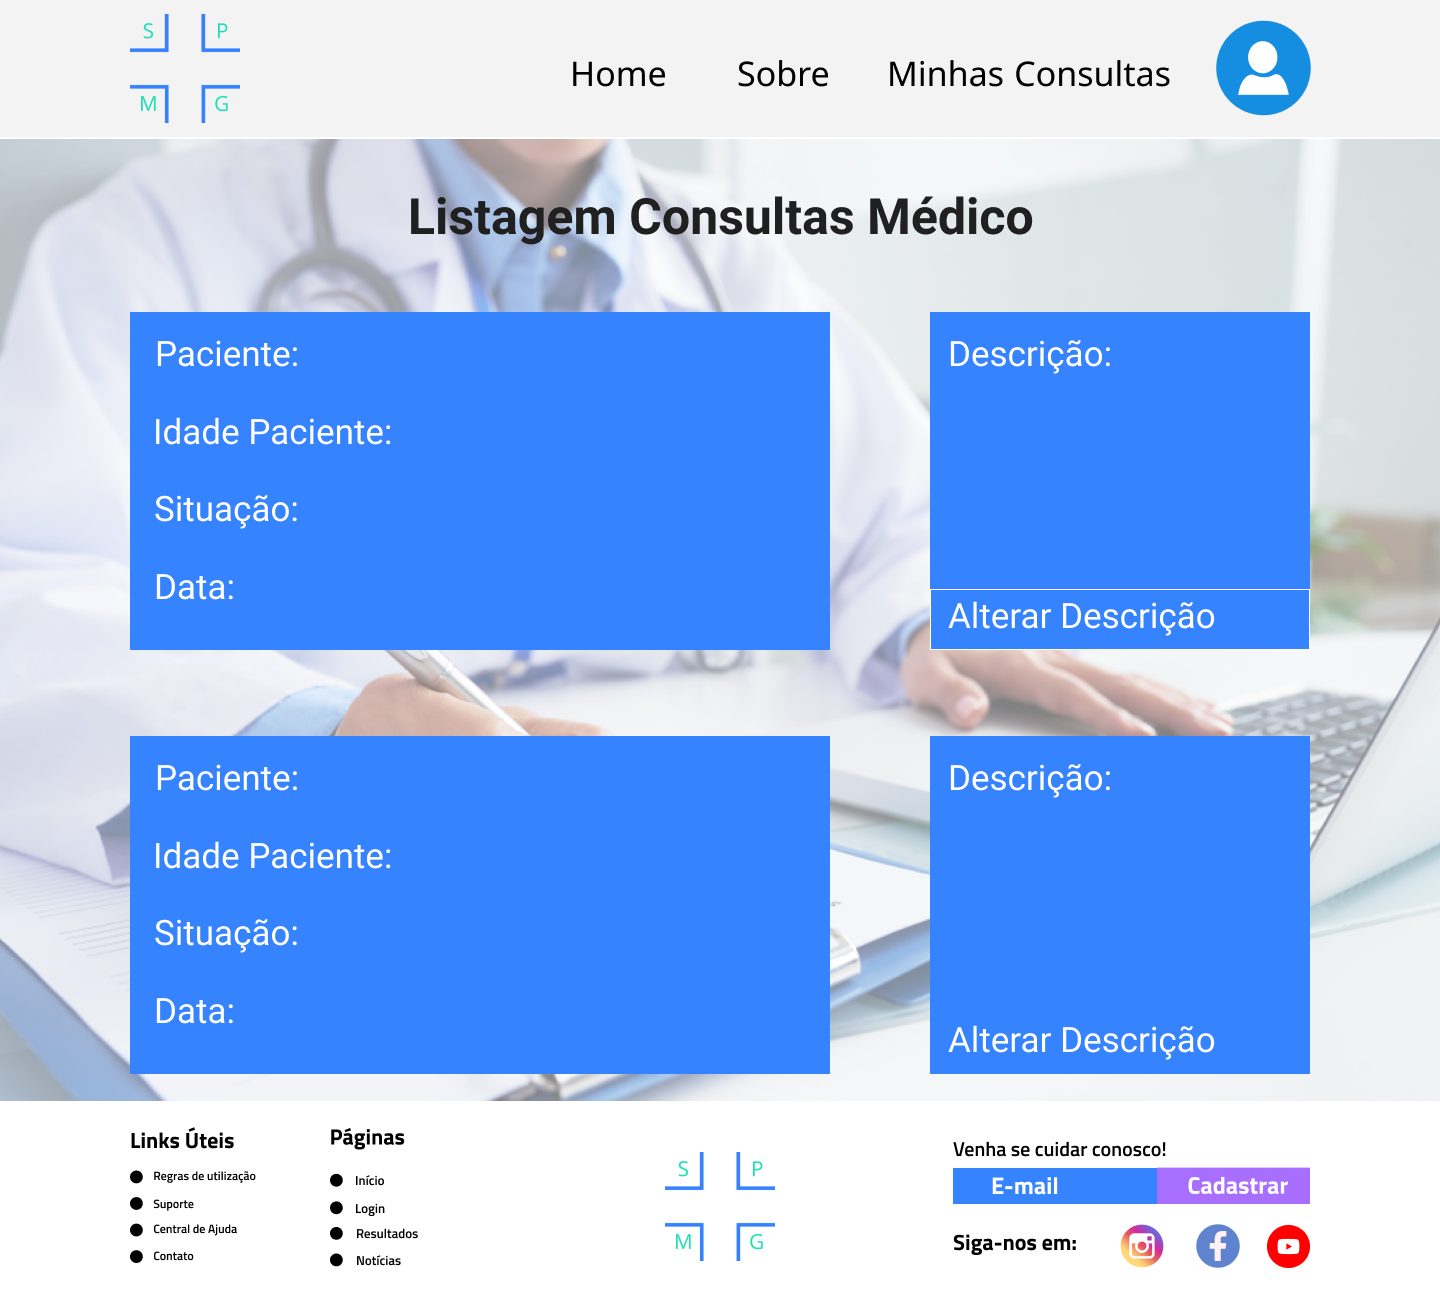 S P
M G
Home Sobre Minhas Consultas
Listagem Consultas Médico
Paciente:
Idade Paciente:
Situação:
Data:
Descrição:
Alterar Descrição
Paciente:
Idade Paciente:
Situação:
Data:
Descrição:
Alterar Descrição
Links Úteis
Regras de utilização
Suporte
Central de Ajuda
Contato
Páginas
Início
Login
Resultados
Notícias
S P
M G
Venha se cuidar conosco!
E-mail Cadastrar
Siga-nos em: